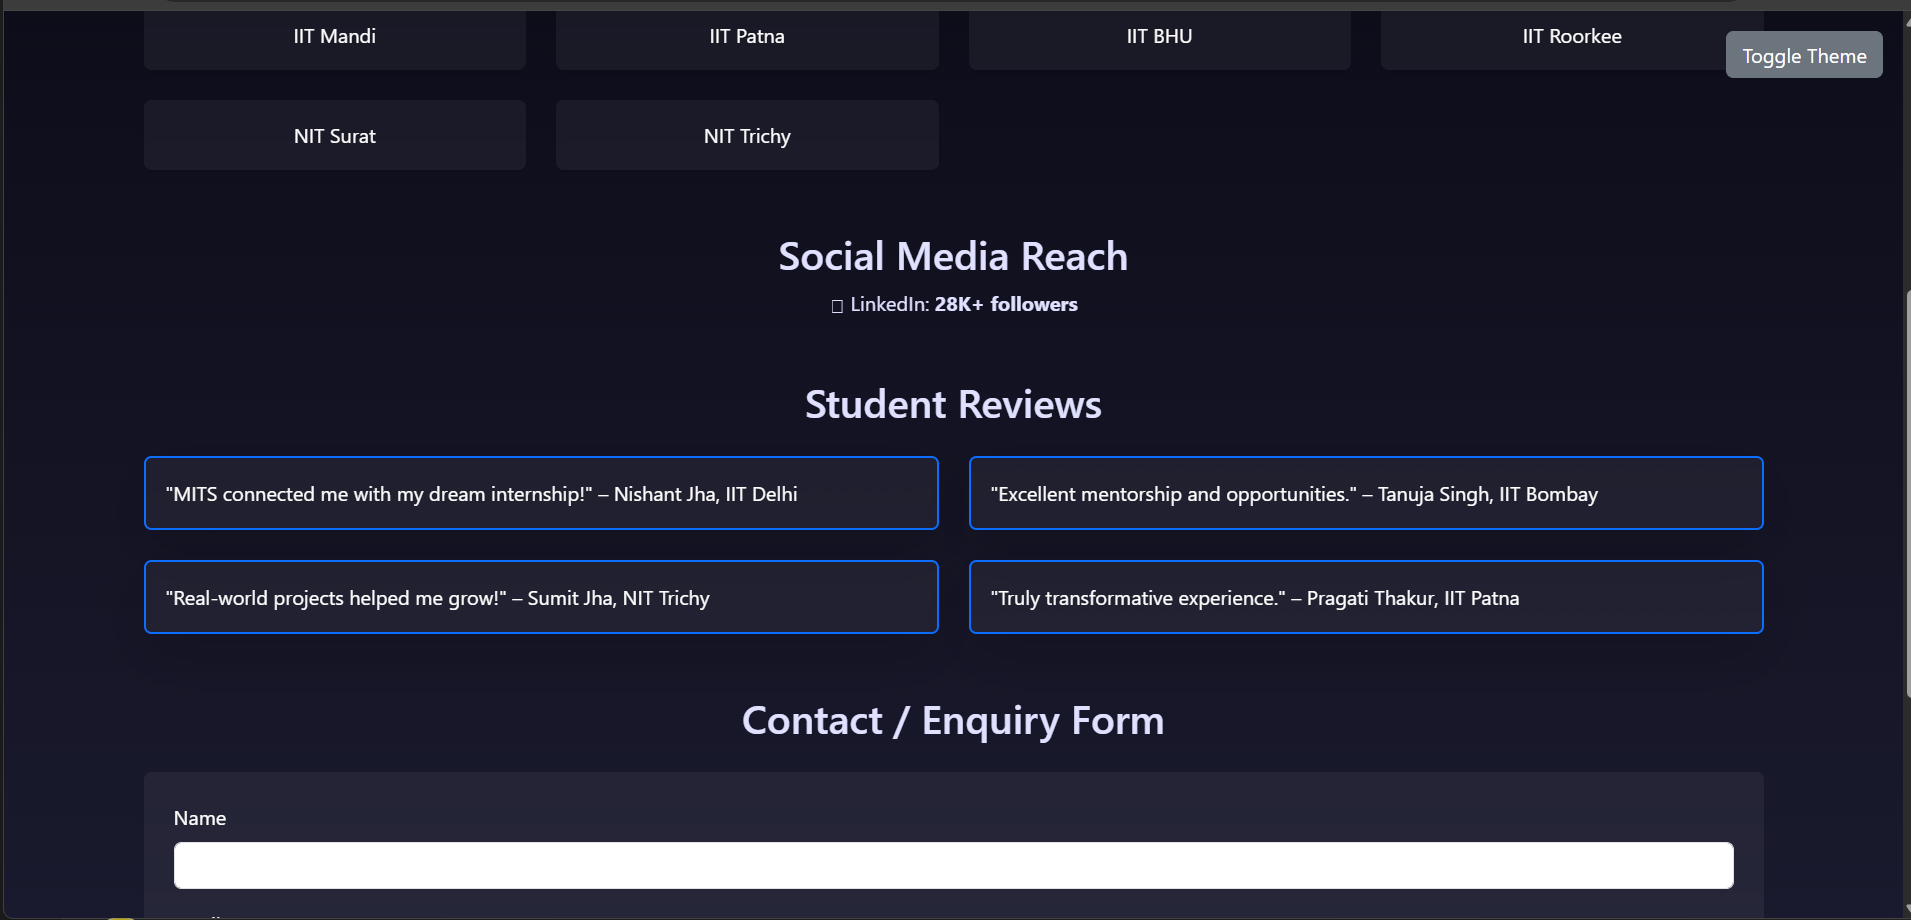 IIT Mandi
IIT Patna
IIT BHU
IIT Roorkee
Toggle Theme
NIT Surat
NIT Trichy
Social Media Reach
LinkedIn: 28K+ followers
Student Reviews
"MITS connected me with my dream internship!" – Nishant Jha, IIT Delhi
"Excellent mentorship and opportunities." – Tanuja Singh, IIT Bombay
"Real-world projects helped me grow!" – Sumit Jha, NIT Trichy
"Truly transformative experience." – Pragati Thakur, IIT Patna
Contact / Enquiry Form
Name